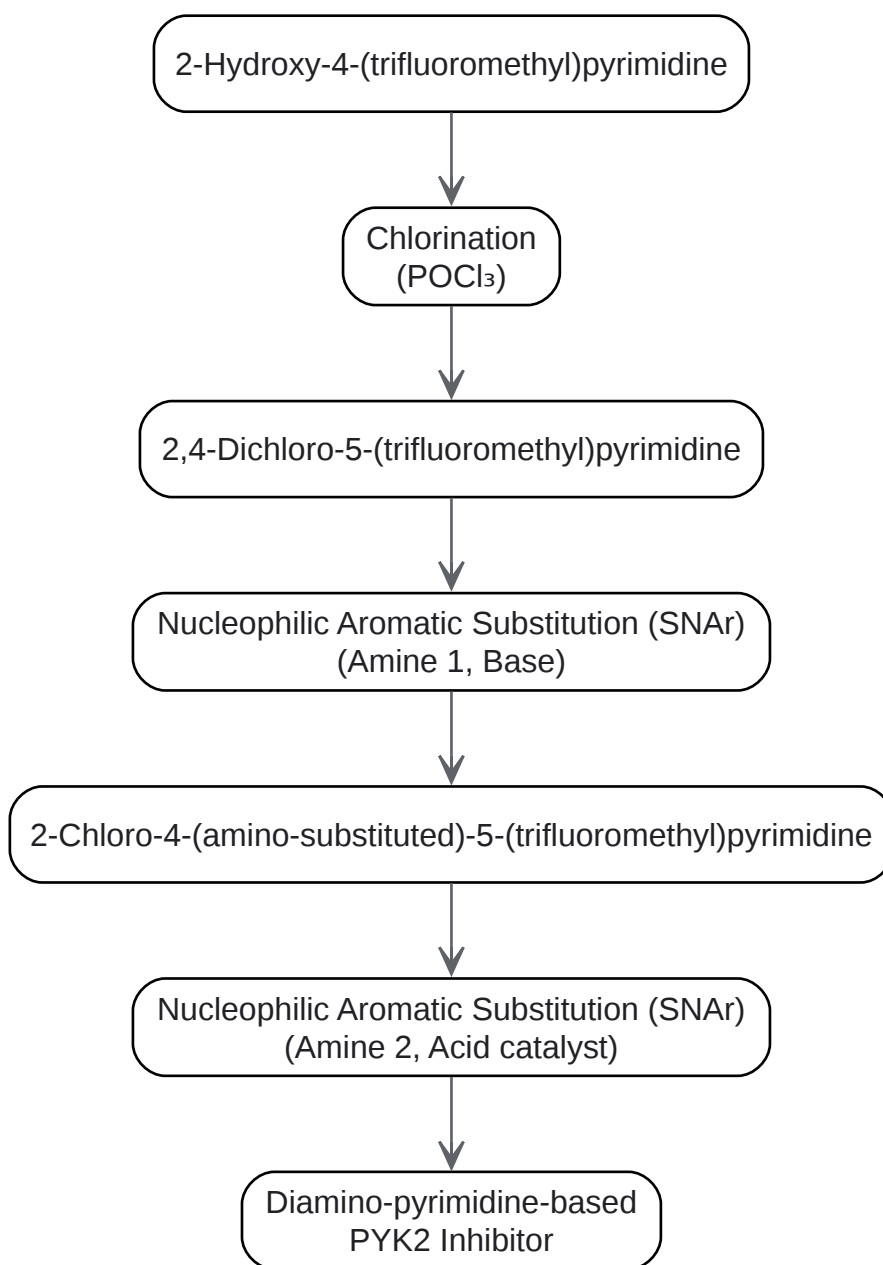 2-Hydroxy-4-(trifluoromethyl)pyrimidine
Chlorination
(POCl₃)
2,4-Dichloro-5-(trifluoromethyl)pyrimidine
Nucleophilic Aromatic Substitution (SNAr)
(Amine 1, Base)
2-Chloro-4-(amino-substituted)-5-(trifluoromethyl)pyrimidine
Nucleophilic Aromatic Substitution (SNAr)
(Amine 2, Acid catalyst)
Diamino-pyrimidine-based
PYK2 Inhibitor